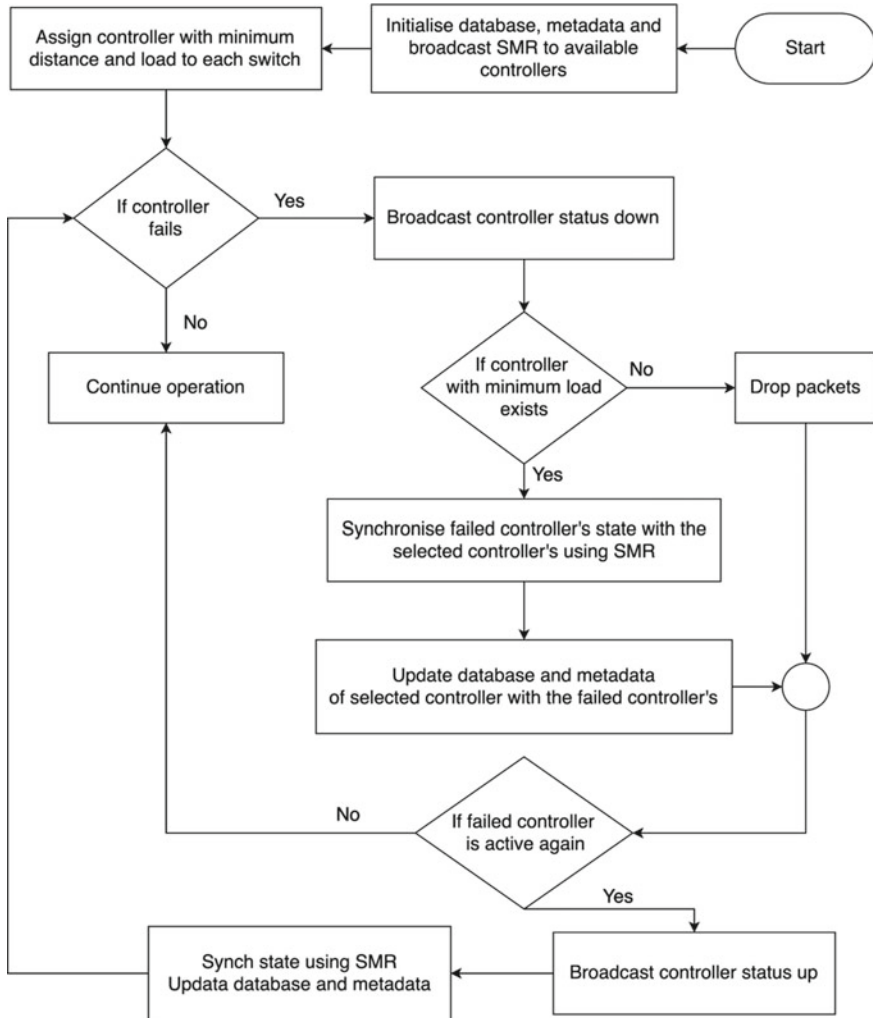 Start
Initialise database, metadata and
broadcast SMR to available
controllers
Assign controller with minimum
distance and load to each switch
If controller
fails
Yes
Broadcast controller status down
No
Continue operation
If controller
with minimum load
exists
No
Drop packets
Yes
Synchronise failed controller's state with the
selected controller's using SMR
Update database and metadata
of selected controller with the failed controller's
If failed controller
is active again
No
Yes
Broadcast controller status up
Synch state using SMR
Updata database and metadata